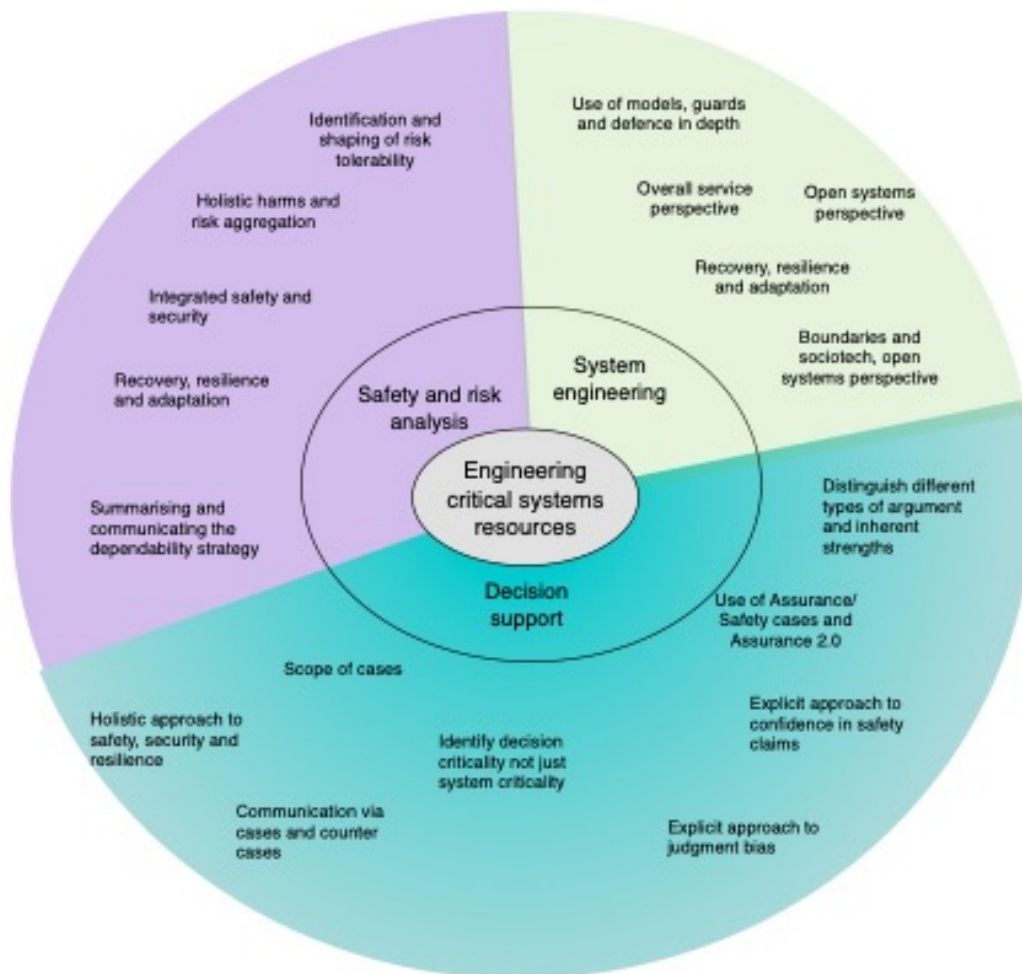 Identification and
shaping of risk
tolerability
Holistic harms and
risk aggregation
Integrated safety and
security
Recovery, resilience
and adaptation
Summarising and
communicating the
dependability strategy
Safety and risk
analysis
Use of models, guards
and defence in depth
Overall service
perspective
Open systems
perspective
Recovery, resilience
and adaptation
Boundaries and
sociotech, open
systems perspective
System
engineering
Engineering
critical systems
resources
Decision
support
Distinguish different
types of argument
and inherent
strengths
Use of Assurance/
Safety cases and
Assurance 2.0
Explicit approach to
confidence in safety
claims
Explicit approach to
judgment bias
Identify decision
criticality not just
system criticality
Scope of cases
Holistic approach to
safety, security and
resilience
Communication via
cases and counter
cases